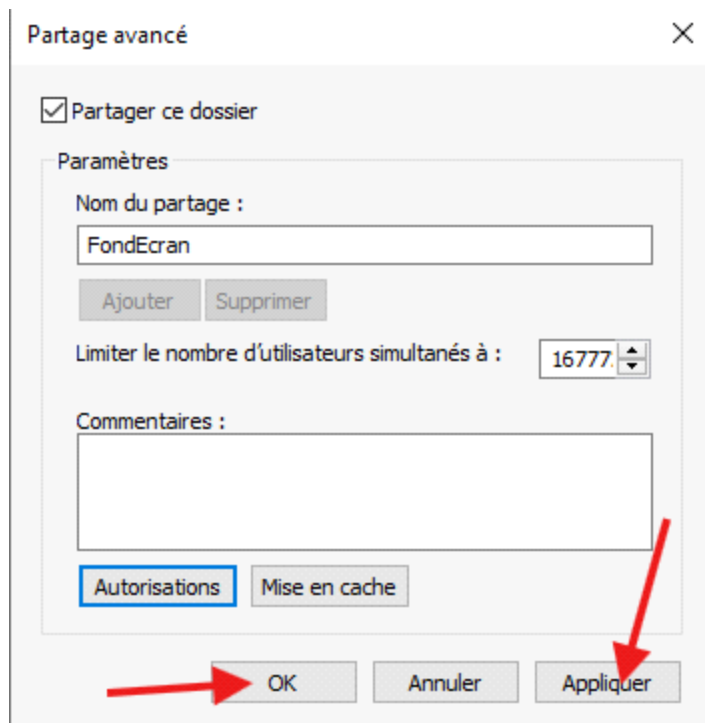 Partage avancé
Partager ce dossier
Paramètres
Nom du partage :
FondEcran
Ajouter Supprimer
Limiter le nombre d'utilisateurs simultanés à : 16777
Commentaires :
Autorisations Mise en cache
OK Annuler Appliquer